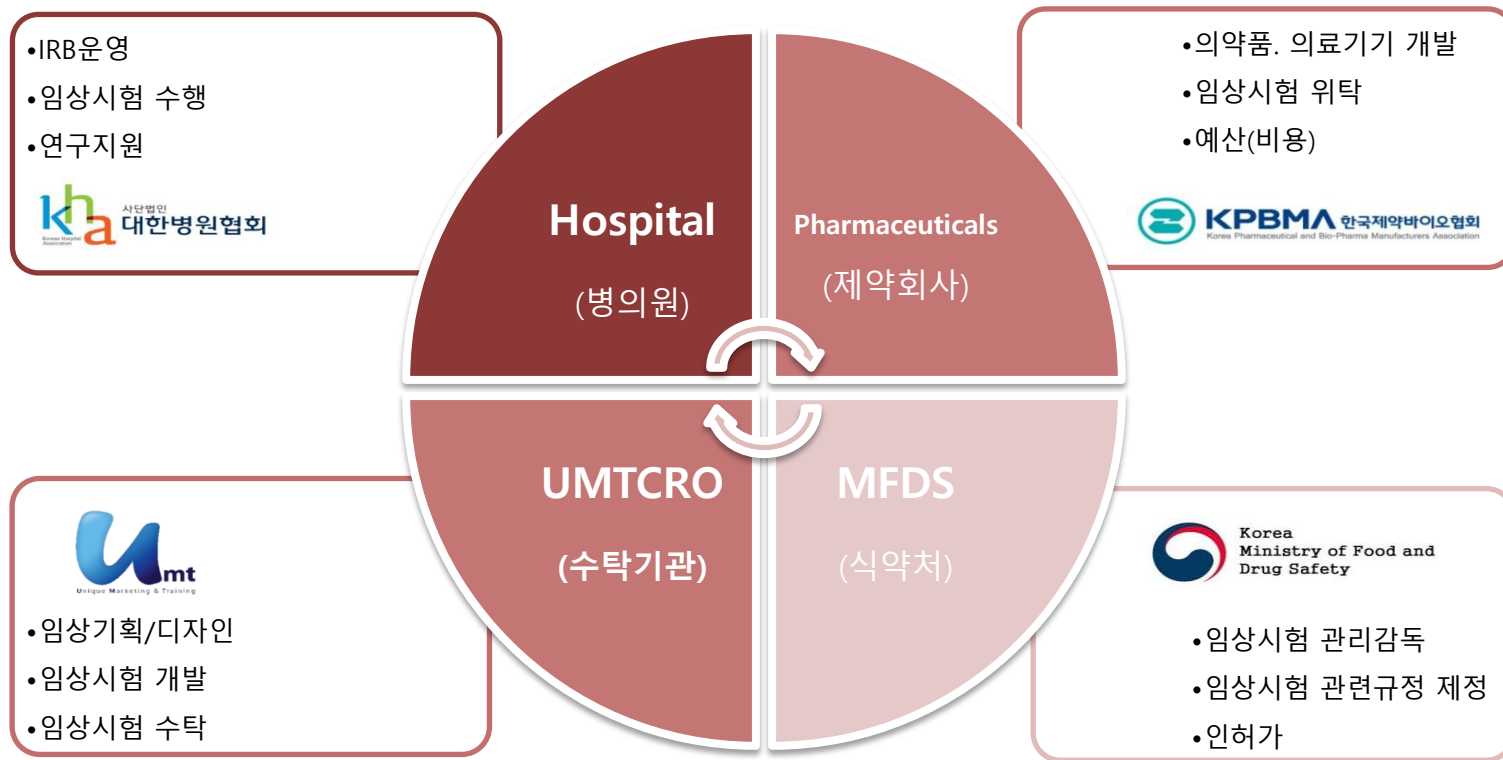 •IRB운영
•임상시험 수행
•연구지원
kha
Korean Hospital
Association
사단법인
대한병원협회
Hospital
(병의원)
Pharmaceuticals
(제약회사)
•의약품. 의료기기 개발
•임상시험 위탁
•예산(비용)
KPBMA 한국제약바이오협회
Korea Pharmaceutical and Bio-Pharma Manufacturers Association
Umt
Unique Marketing & Training
•임상기획/디자인
•임상시험 개발
•임상시험 수탁
UMTCRO
(수탁기관)
MFDS
(식약처)
Korea
Ministry of Food and
Drug Safety
•임상시험 관리감독
•임상시험 관련규정 제정
•인허가